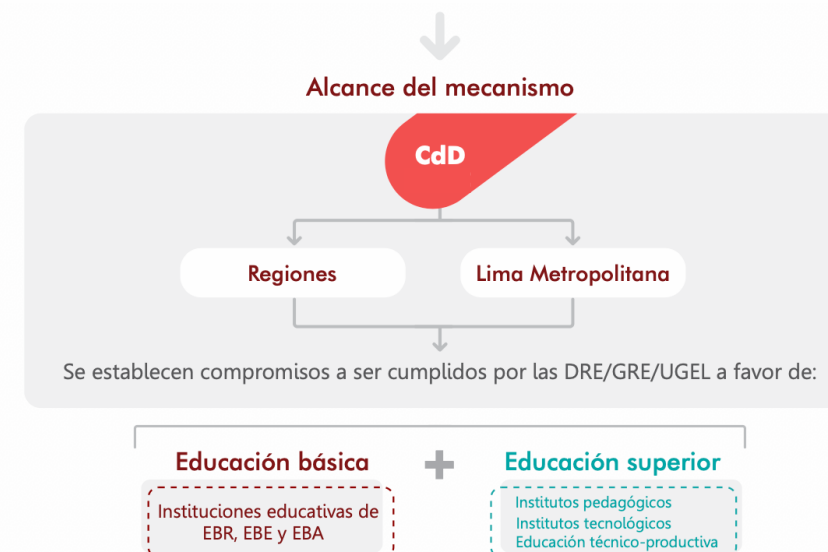 Alcance del mecanismo
CdD
Regiones
Lima Metropolitana
Se establecen compromisos a ser cumplidos por las DRE/GRE/UGEL a favor de:
Educación básica
+
Educación superior
Instituciones educativas de
EBR, EBE y EBA
Institutos pedagógicos
Institutos tecnológicos
Educación técnico-productiva